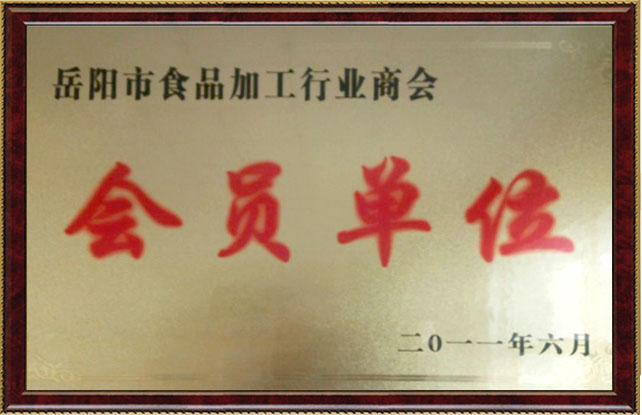 岳阳市食品加工行业商会
会员单位
二0一一年六月